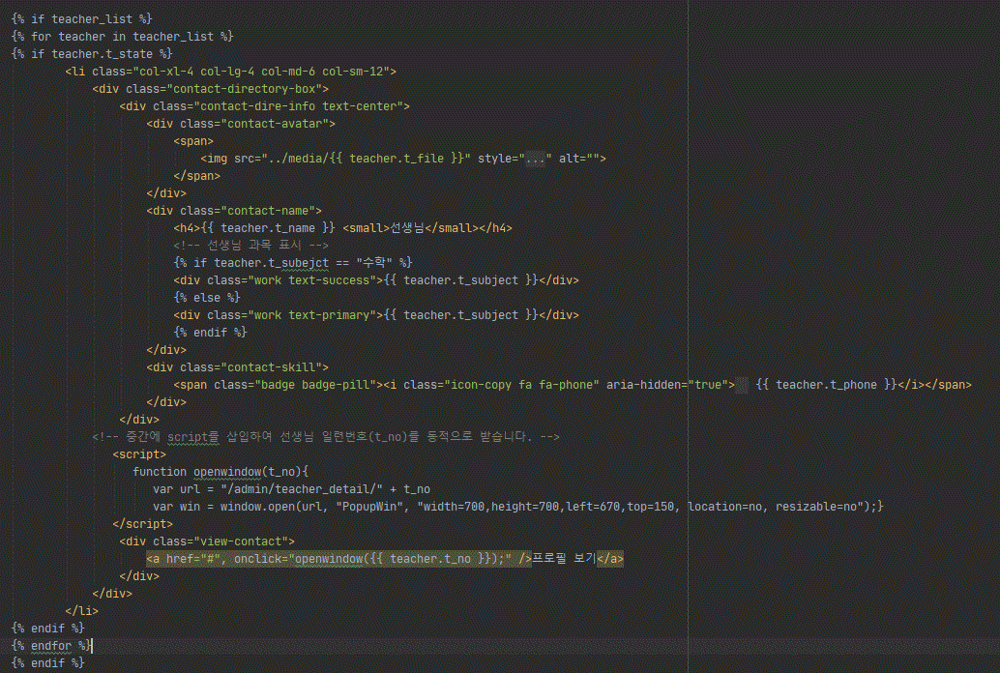 {% if teacher_list %}
{% for teacher in teacher_list %}
{% if teacher.t_state %}
<li class="col-xl-4 col-lg-4 col-md-6 col-sm-12">
<div class="contact-directory-box">
<div class="contact-dire-info text-center">
<div class="contact-avatar">
<span>
<img src="../media/{{ teacher.t_file }}" style="..." alt="">
</span>
</div>
<div class="contact-name">
<h4>{{ teacher.t_name }} <small>선생님</small></h4>
<!-- 선생님 과목 표시 -->
{% if teacher.t_subejct == "수학" %}
<div class="work text-success">{{ teacher.t_subject }}</div>
{% else %}
<div class="work text-primary">{{ teacher.t_subject }}</div>
{% endif %}
</div>
<div class="contact-skill">
<span class="badge badge-pill"><i class="icon-copy fa fa-phone" aria-hidden="true"> {{ teacher.t_phone }}</i></span>
</div>
</div>
<!-- 중간에 script를 삽입하여 선생님 일련번호(t_no)를 동적으로 받습니다. -->
<script>
function openwindow(t_no){
var url = "/admin/teacher_detail/" + t_no
var win = window.open(url, "PopupWin", "width=700,height=700,left=670,top=150, location=no, resizable=no");}
</script>
<div class="view-contact">
<a href="#", onclick="openwindow({{ teacher.t_no }});" />프로필 보기</a>
</div>
</div>
</li>
{% endif %}
{% endfor %}
{% endif %}